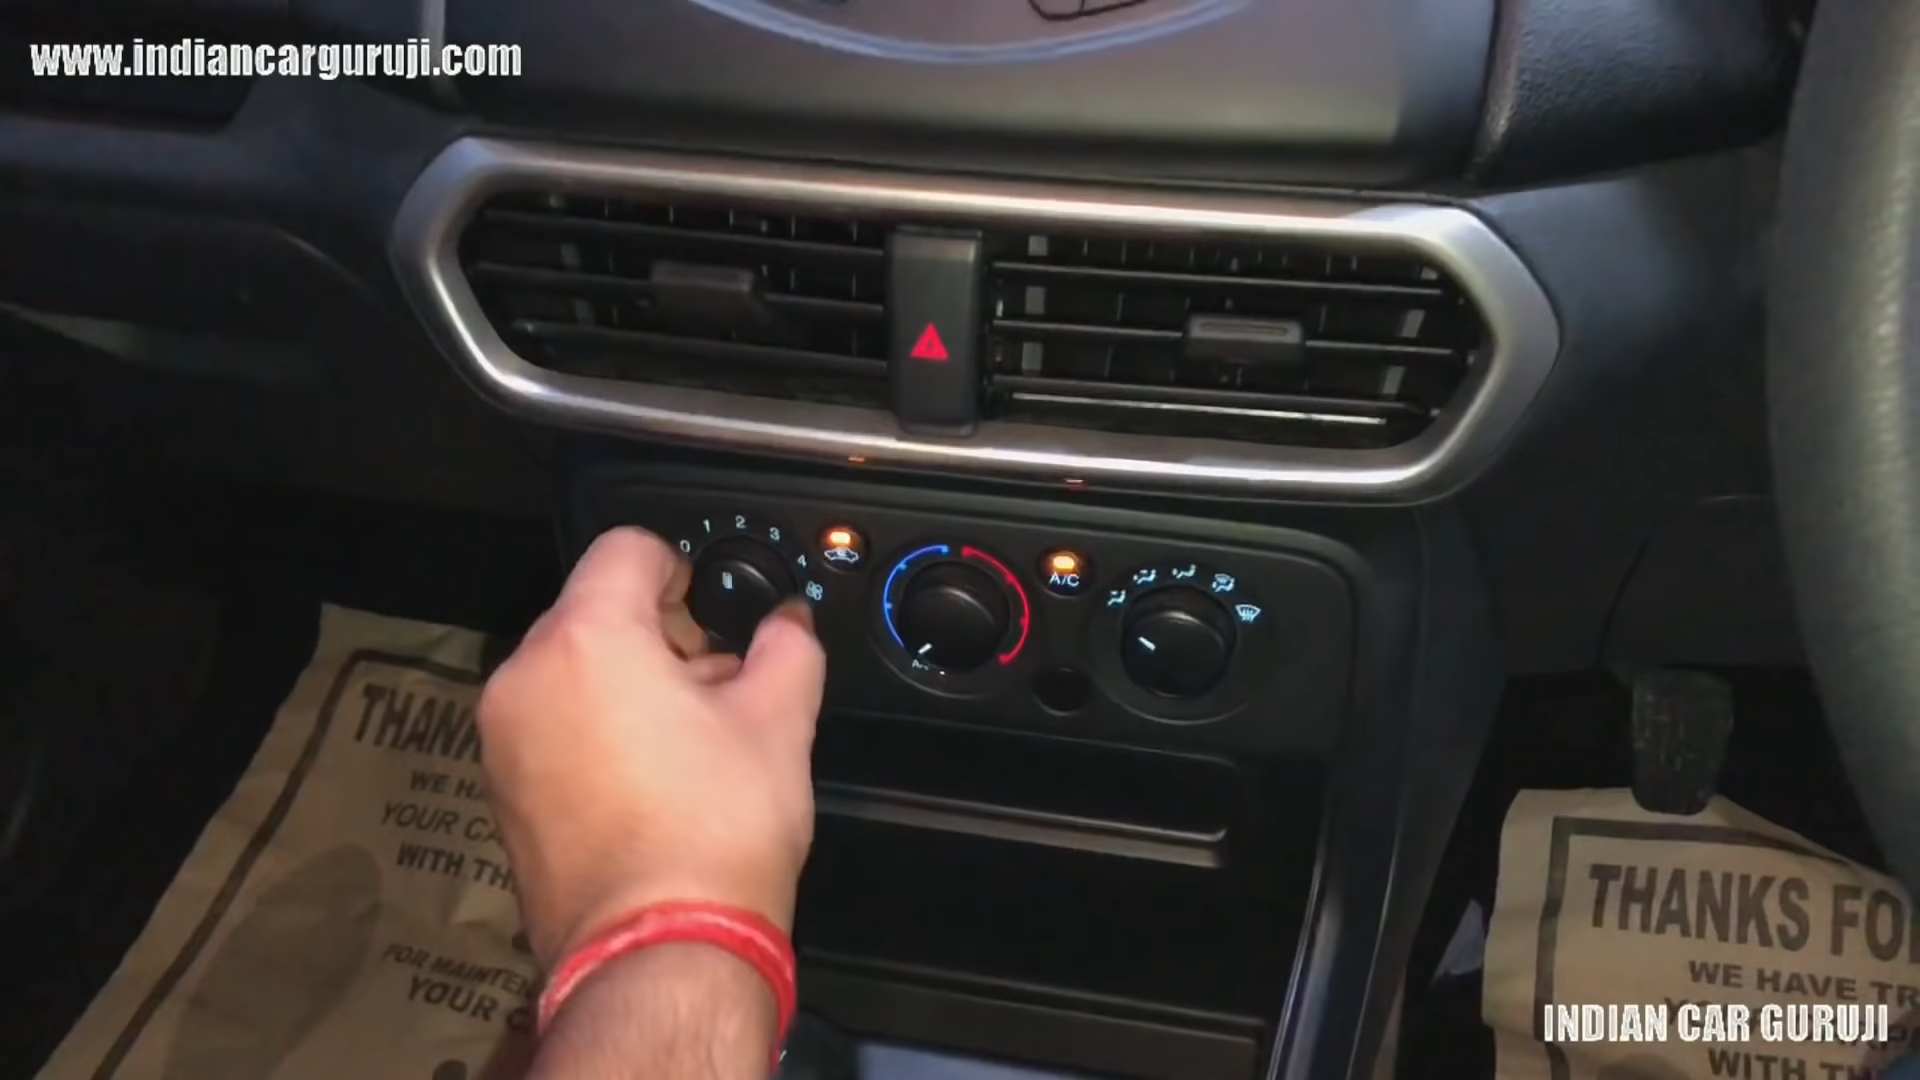 www.indiancarguruji.com
0 1 2 3 4
A/C
THANK
WE HA
YOUR CA
WITH TH
FOR MAINTEN
YOUR C
THANKS FO
WE HAVE TR
WITH TH
INDIAN CAR GURUJI